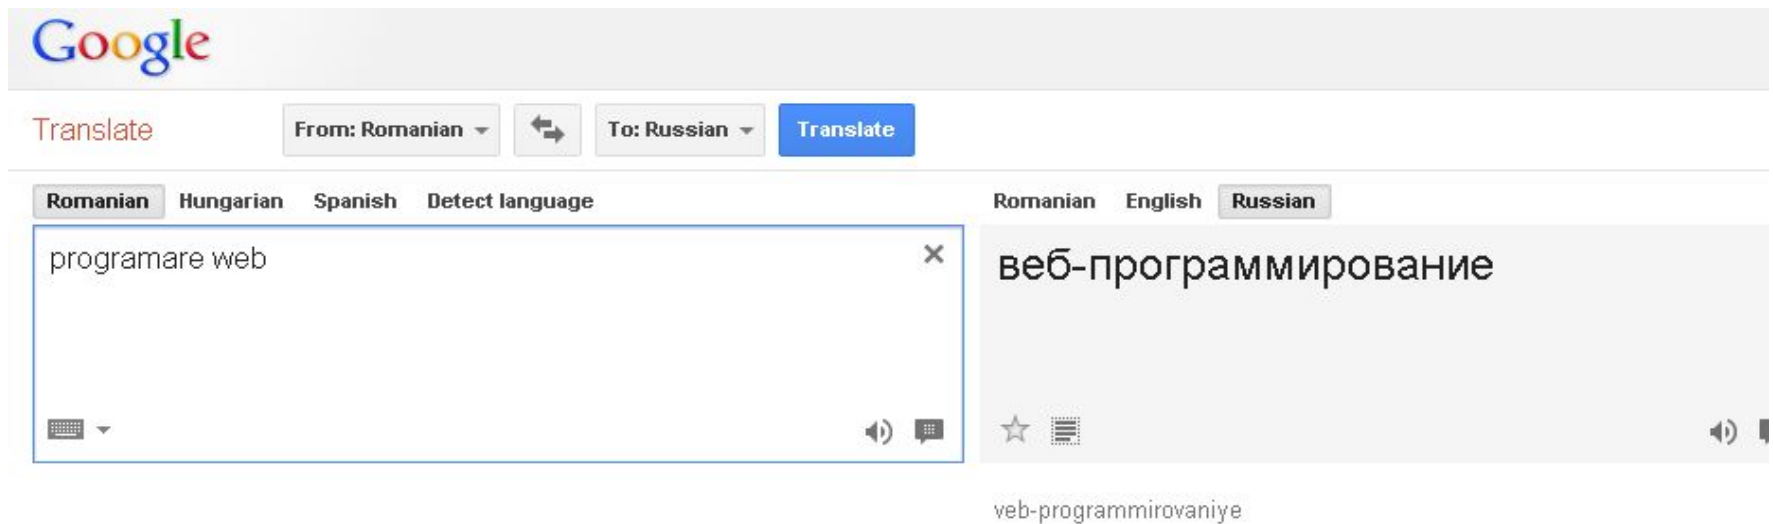 Google
Translate From: Romanian To: Russian Translate
Romanian Hungarian Spanish Detect language Romanian English Russian
programare web
веб-программирование
veb-programmirovaniye